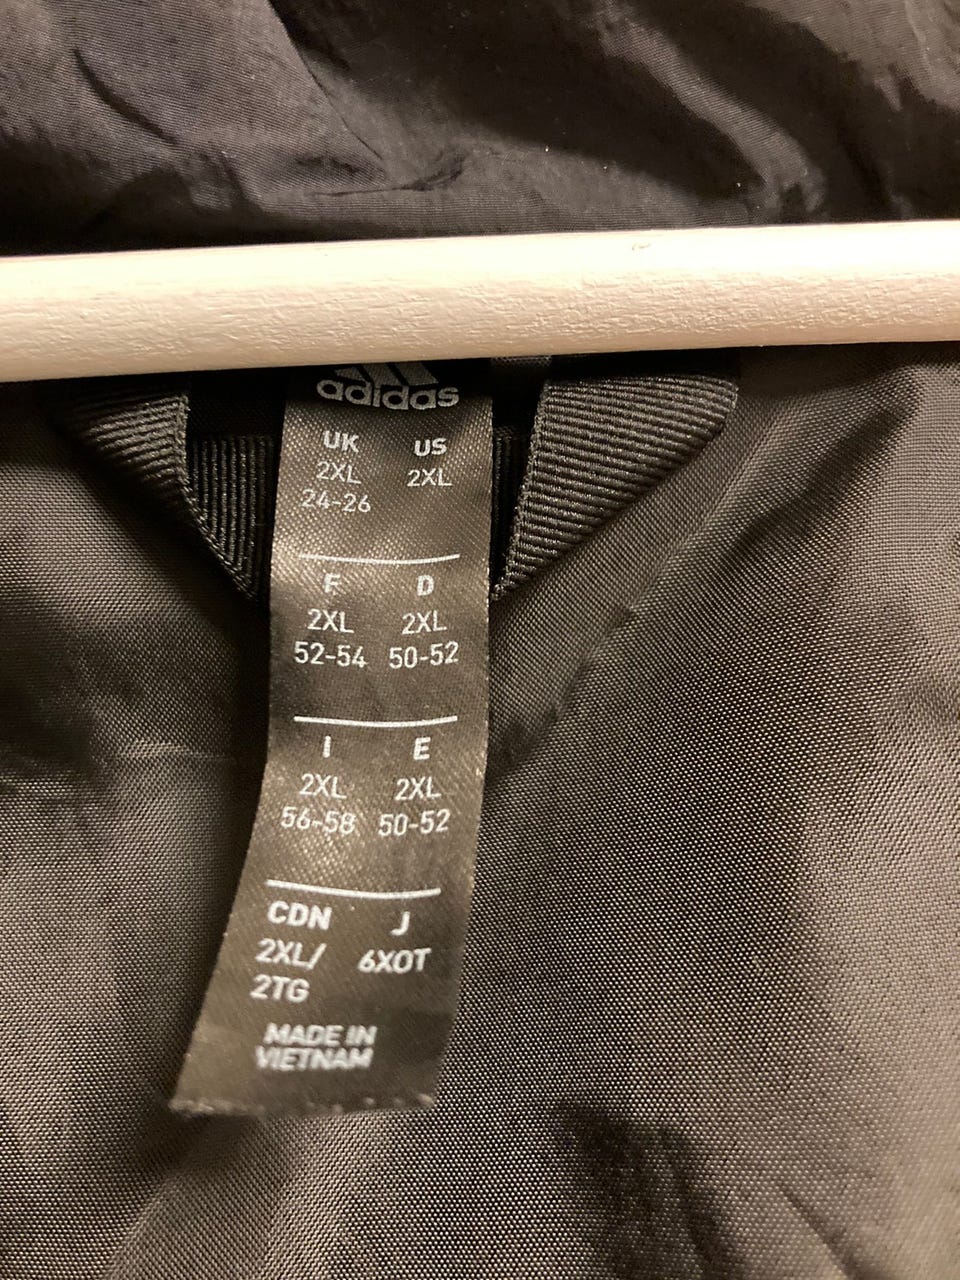 adidas
UK US
2XL 2XL
24-26
F D
2XL 2XL
52-54 50-52
I E
2XL 2XL
56-58 50-52
CDN J
2XL/ 6XOT
2TG
MADE IN
VIETNAM